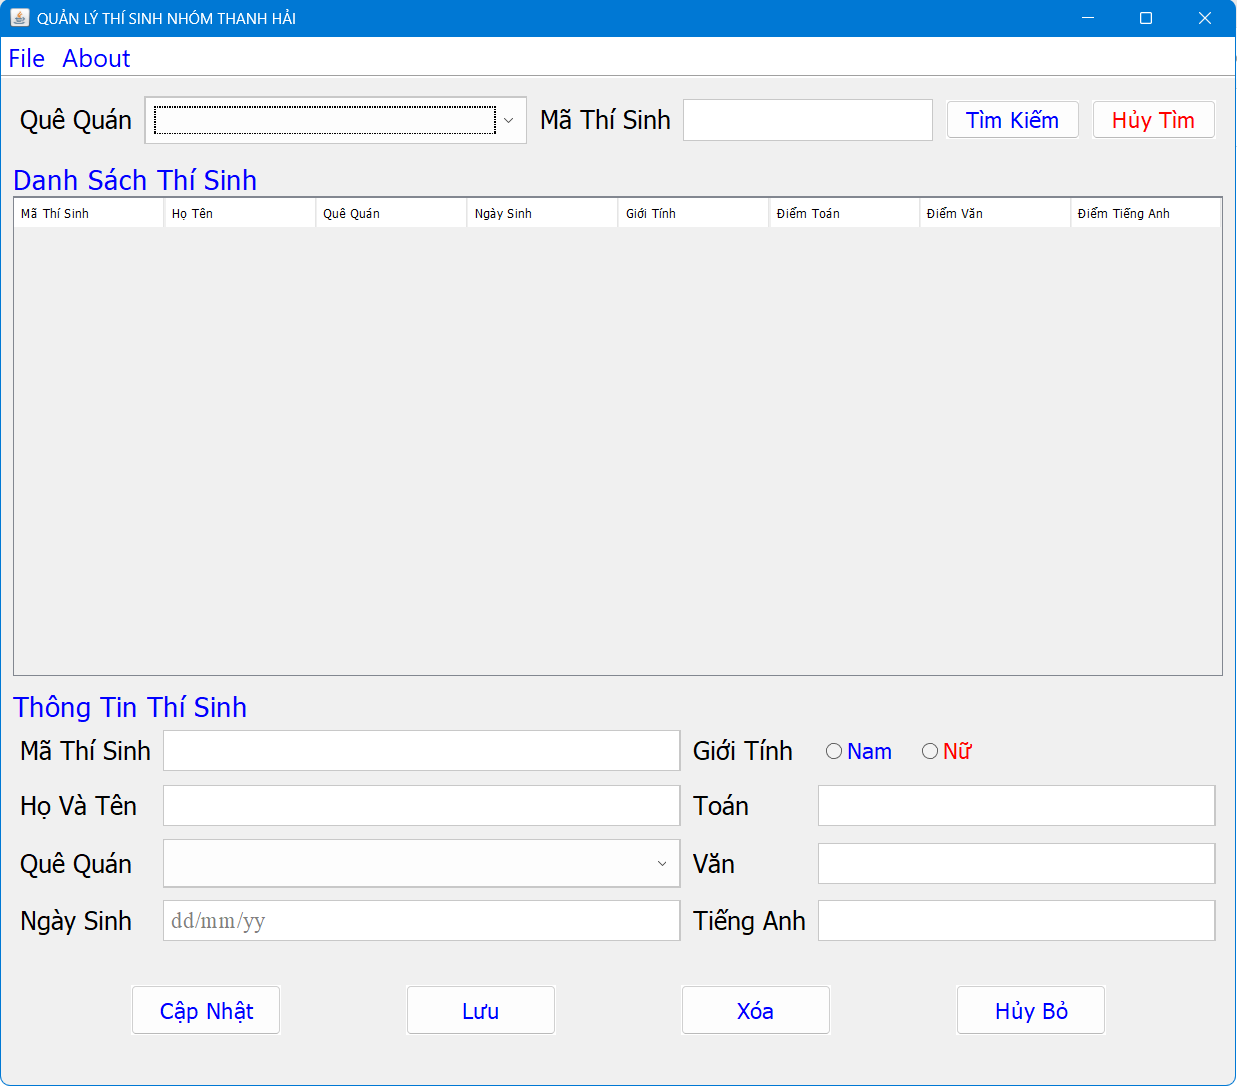 QUẢN LÝ THÍ SINH NHÓM THANH HẢI
File About
Quê Quán Mã Thí Sinh Tìm Kiếm Hủy Tìm
Danh Sách Thí Sinh
Mã Thí Sinh Họ Tên Quê Quán Ngày Sinh Giới Tính Điểm Toán Điểm Văn Điểm Tiếng Anh
Thông Tin Thí Sinh
Mã Thí Sinh Giới Tính Nam Nữ
Họ Và Tên Toán
Quê Quán Văn
Ngày Sinh dd/mm/yy Tiếng Anh
Cập Nhật Lưu Xóa Hủy Bỏ